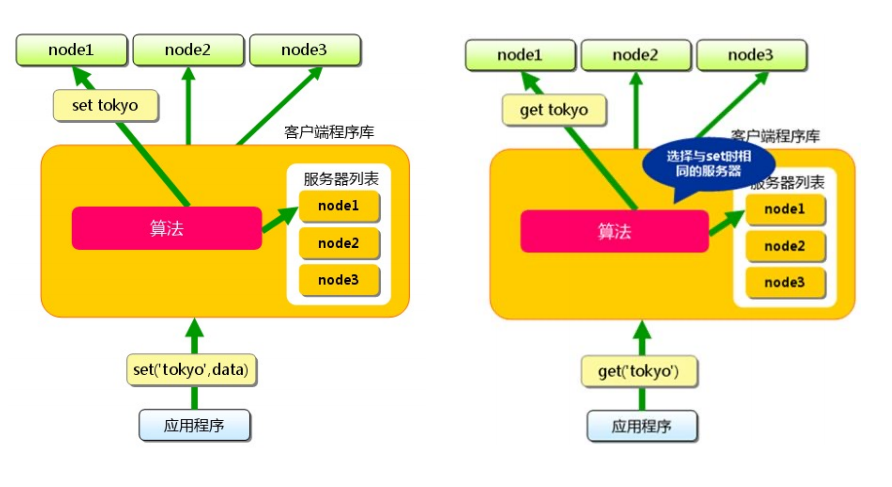 node1
node2
node3
set tokyo
客户端程序库
服务器列表
node1
算法
node2
node3
set('tokyo',data)
应用程序
node1
node2
node3
get tokyo
客户端程序库
选择与set时相
同的服务器
服务器列表
node1
算法
node2
node3
get('tokyo')
应用程序